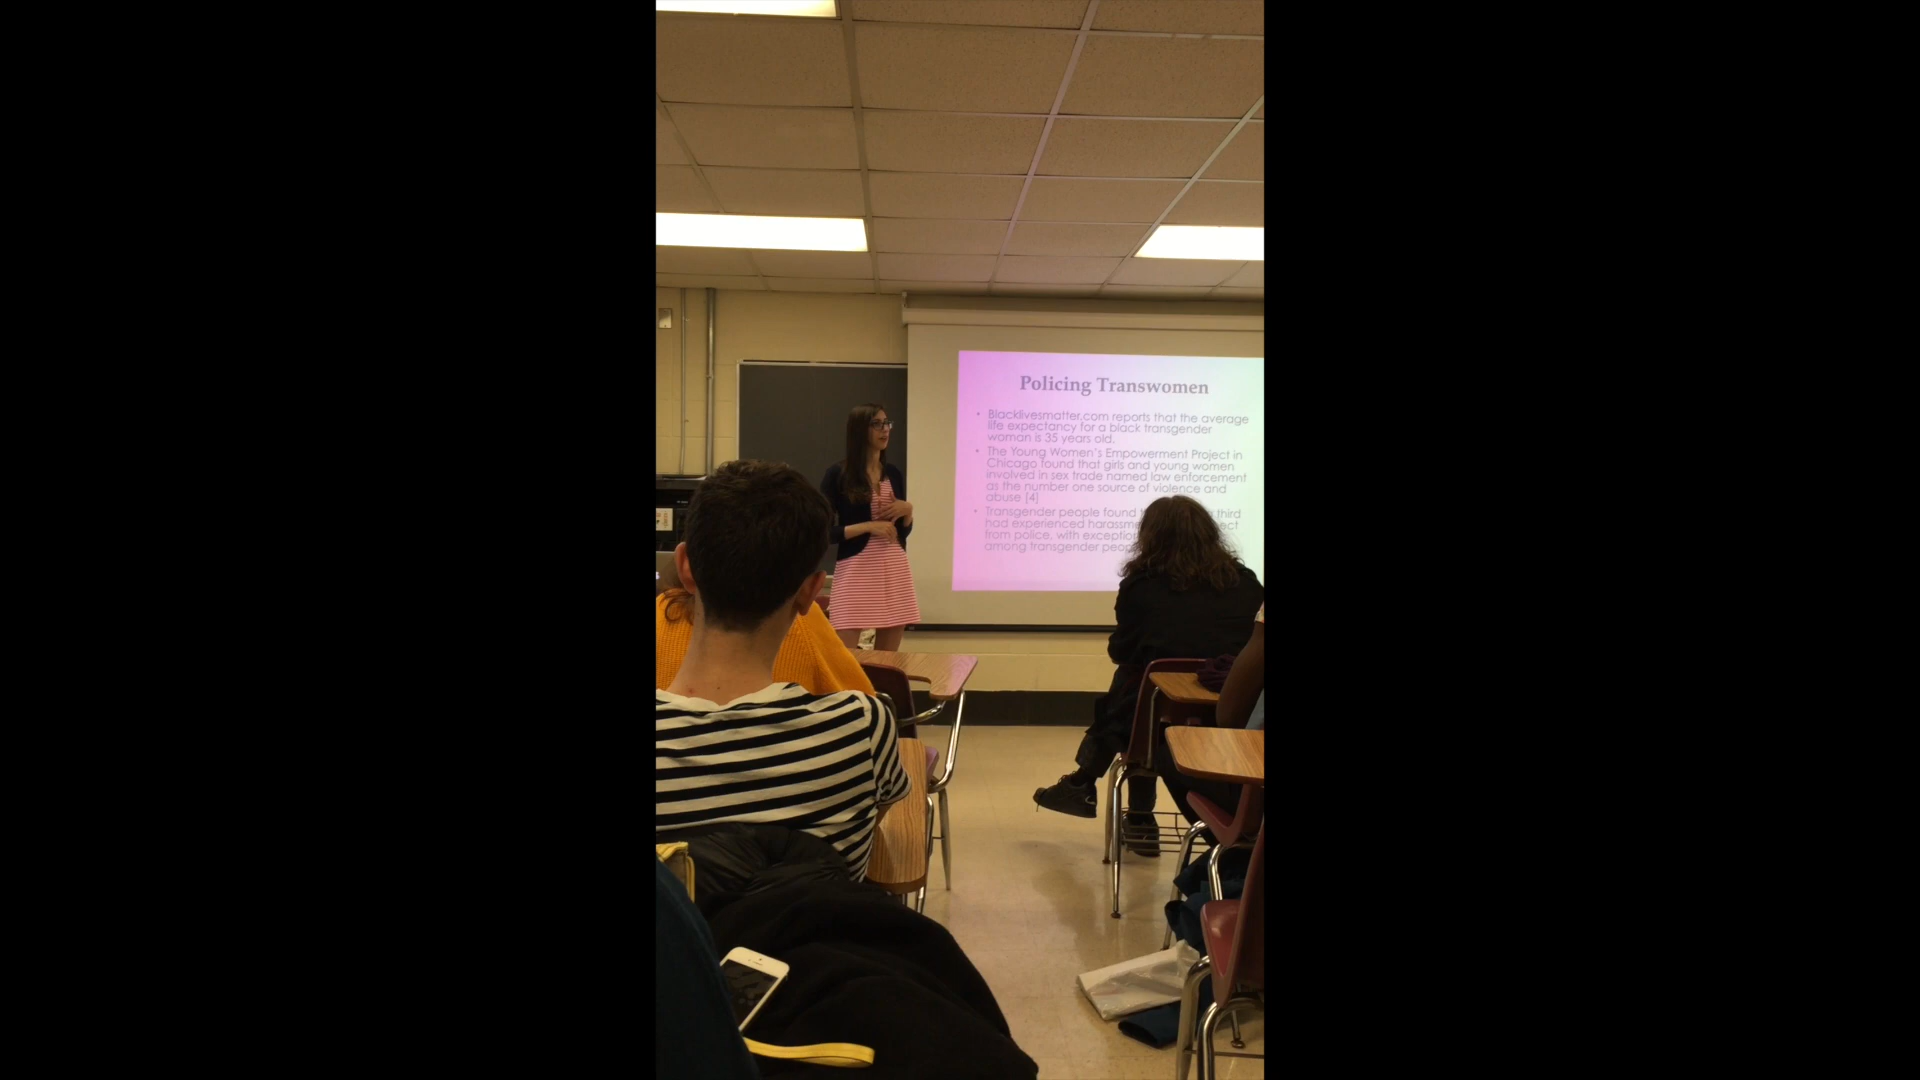 Policing Transwomen
• Blacklivesmatter.com reports that the average
life expectancy for a black transgender
woman is 35 years old.
• The Young Women's Empowerment Project in
Chicago found that girls and young women
involved in sex trade named law enforcement
as the number one source of violence and
abuse [4]
• Transgender people found third
had experienced
from police, with
among transgender